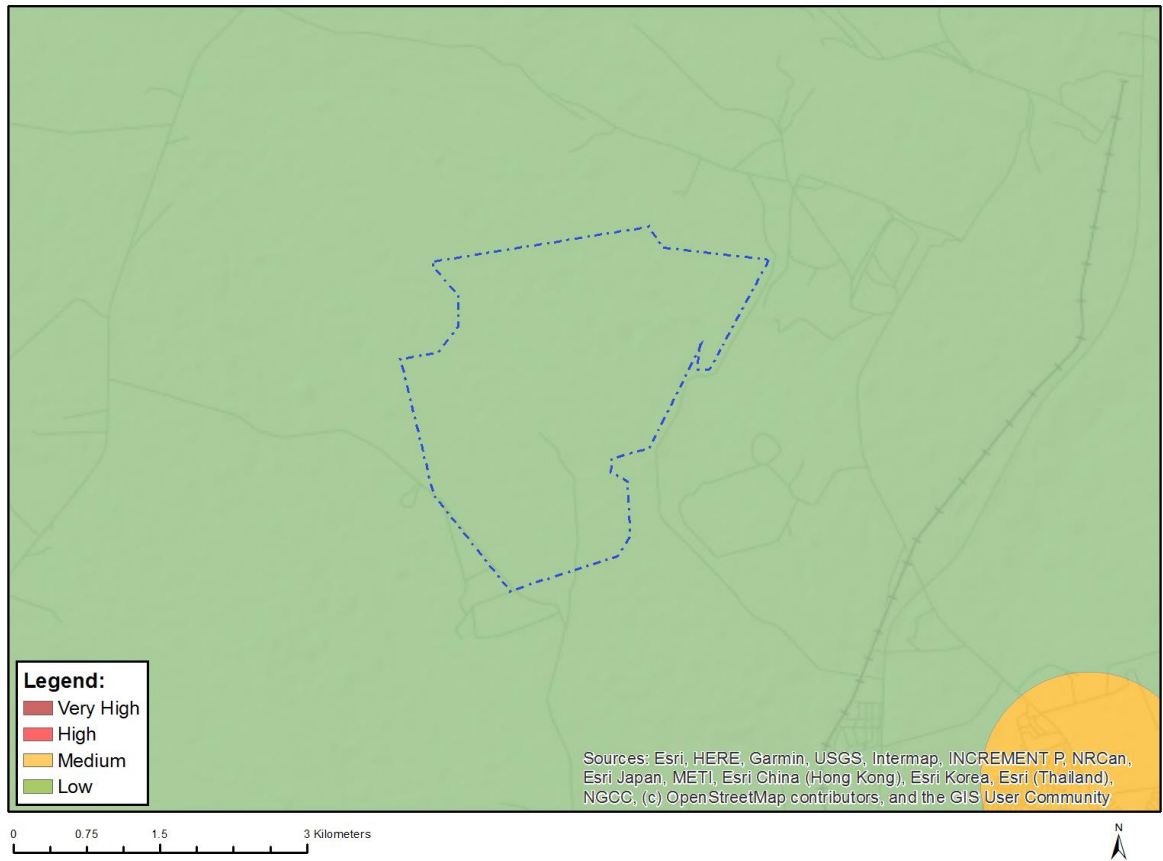 Legend:
Very High
High
Medium
Low
Sources: Esri, HERE, Garmin, USGS, Intermap, INCREMENT P, NRCan,
Esri Japan, METI, Esri China (Hong Kong), Esri Korea, Esri (Thailand),
NGCC, (c) OpenStreetMap contributors, and the GIS User Community
0 0.75 1.5 3 Kilometers
N